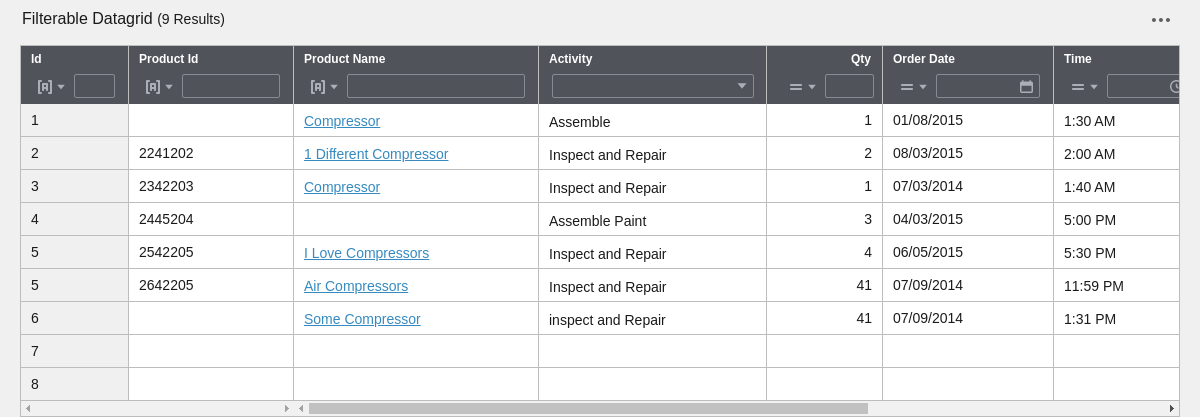 Filterable Datagrid (9 Results)
Id Product Id Product Name Activity Qty Order Date Time
1 Compressor Assemble 1 01/08/2015 1:30 AM
2 2241202 1 Different Compressor Inspect and Repair 2 08/03/2015 2:00 AM
3 2342203 Compressor Inspect and Repair 1 07/03/2014 1:40 AM
4 2445204 Assemble Paint 3 04/03/2015 5:00 PM
5 2542205 I Love Compressors Inspect and Repair 4 06/05/2015 5:30 PM
5 2642205 Air Compressors Inspect and Repair 41 07/09/2014 11:59 PM
6 Some Compressor inspect and Repair 41 07/09/2014 1:31 PM
7
8